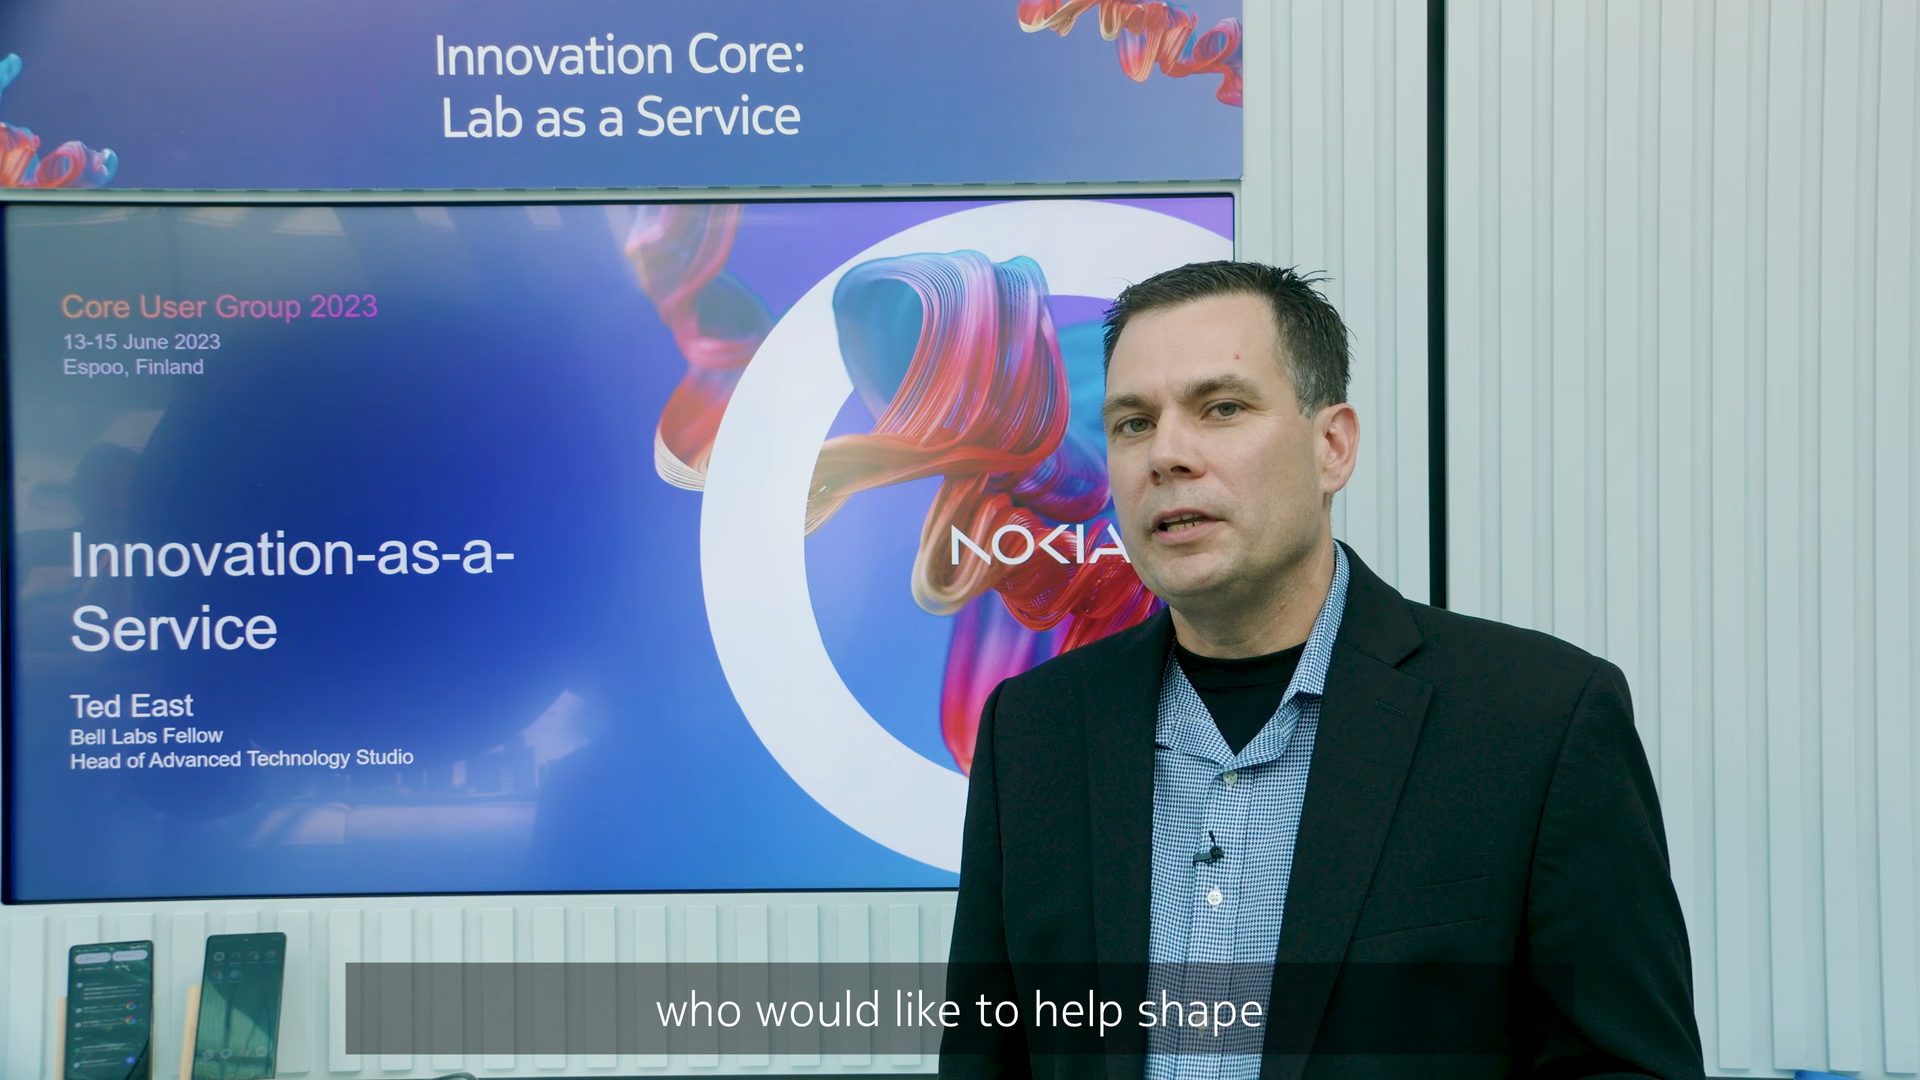 Innovation Core:
Lab as a Service
Core User Group 2023
13-15 June 2023
Espoo, Finland
NOKIA
Innovation-as-a-
Service
Ted East
Bell Labs Fellow
Head of Advanced Technology Studio
who would like to help shape